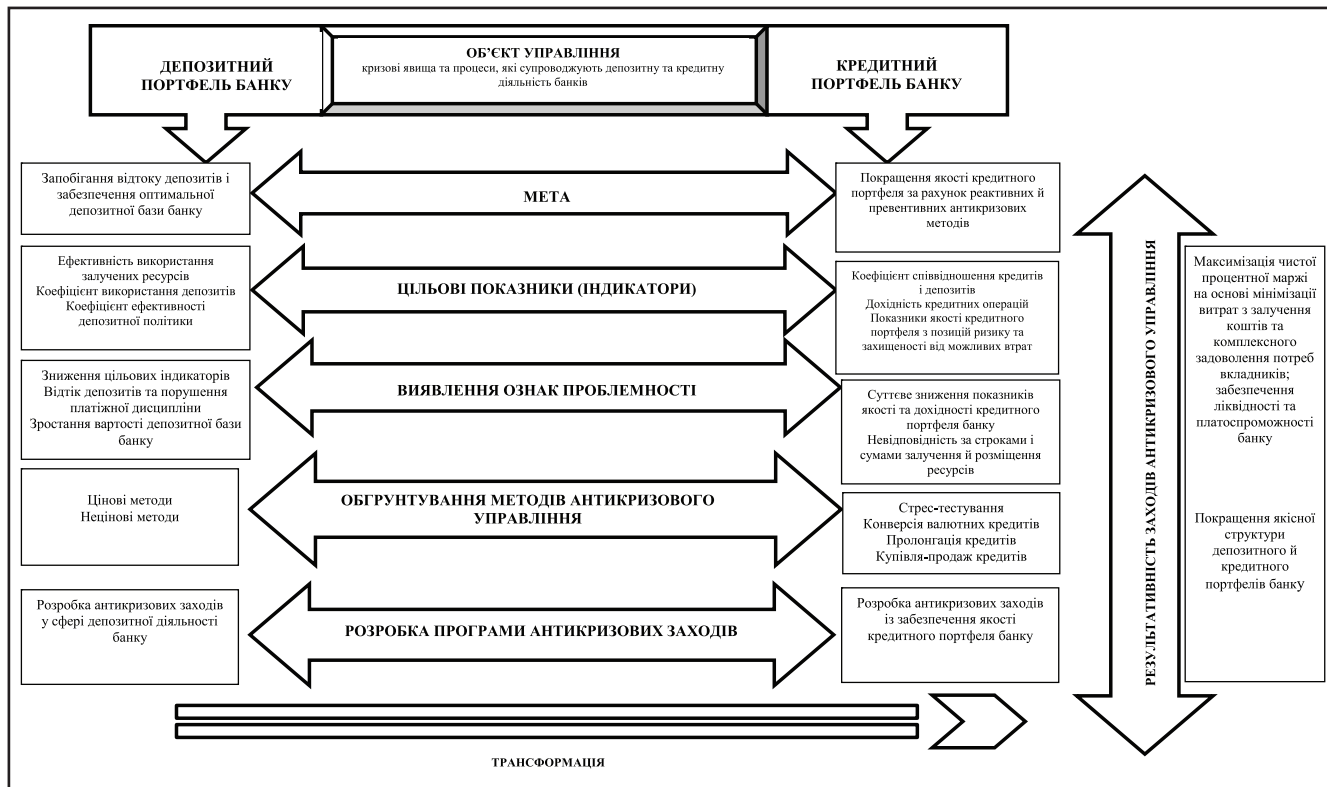 ДЕПОЗИТНИЙ
ПОРТФЕЛЬ БАНКУ
ОБ’ЄКТ УПРАВЛІННЯ
кризові явища та процеси, які супроводжують депозитну та кредитну
діяльність банків
КРЕДИТНИЙ
ПОРТФЕЛЬ БАНКУ
Запобігання відтоку депозитів і
забезпечення оптимальної
депозитної бази банку
МЕТА
Покращення якості кредитного
портфеля за рахунок реактивних й
превентивних антикризових
методів
Ефективність використання
залучених ресурсів
Коефіцієнт використання депозитів
Коефіцієнт ефективності
депозитної політики
ЦІЛЬОВІ ПОКАЗНИКИ (ІНДИКАТОРИ)
Коефіцієнт співвідношення кредитів
і депозитів
Дохідність кредитних операцій
Показники якості кредитного
портфеля з позицій ризику та
захищеності від можливих втрат
Зниження цільових індикаторів
Відтік депозитів та порушення
платіжної дисципліни
Зростання вартості депозитної бази
банку
ВИЯВЛЕННЯ ОЗНАК ПРОБЛЕМНОСТІ
Суттєве зниження показників
якості та дохідності кредитного
портфеля банку
Невідповідність за строками і
сумами залучення й розміщення
ресурсів
Цінові методи
Нецінові методи
ОБГРУНТУВАННЯ МЕТОДІВ АНТИКРИЗОВОГО
УПРАВЛІННЯ
Стрес-тестування
Конверсія валютних кредитів
Пролонгація кредитів
Купівля-продаж кредитів
Розробка антикризових заходів
у сфері депозитної діяльності
банку
РОЗРОБКА ПРОГРАМИ АНТИКРИЗОВИХ ЗАХОДІВ
Розробка антикризових заходів
із забезпечення якості
кредитного портфеля банку
РЕЗУЛЬТАТИВНІСТЬ ЗАХОДІВ АНТИКРИЗОВОГО УПРАВЛІННЯ
Максимізація чистої
процентної маржі
на основі мінімізації
витрат з залучення
коштів та
комплексного
задоволення потреб
вкладників;
забезпечення
ліквідності та
платоспроможності
банку
Покращення якісної
структури
депозитного й
кредитного
портфелів банку
ТРАНСФОРМАЦІЯ